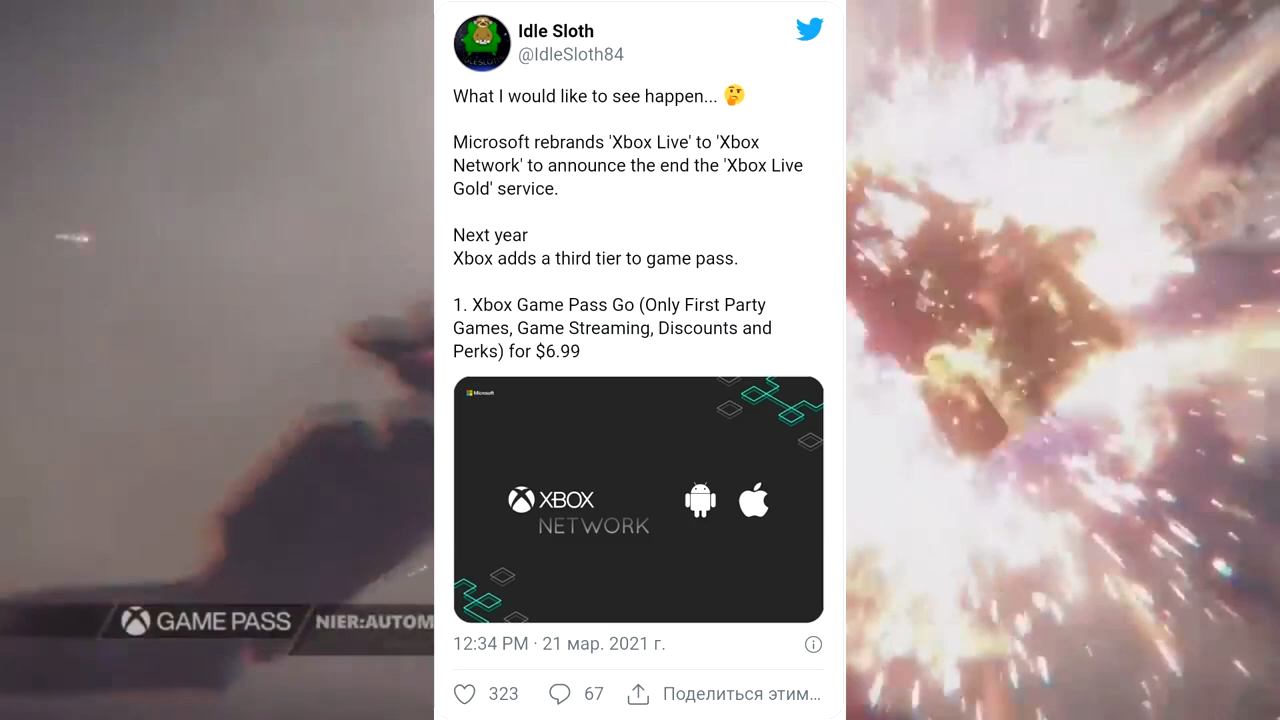 Idle Sloth
@IdleSloth84
What I would like to see happen... 🤔
Microsoft rebrands 'Xbox Live' to 'Xbox
Network' to announce the end the 'Xbox Live
Gold' service.
Next year
Xbox adds a third tier to game pass.
1. Xbox Game Pass Go (Only First Party
Games, Game Streaming, Discounts and
Perks) for $6.99
Microsoft
XBOX
NETWORK
12:34 PM · 21 мар. 2021 г.
323 67 Поделиться этим...
GAME PASS NIER:AUTOM